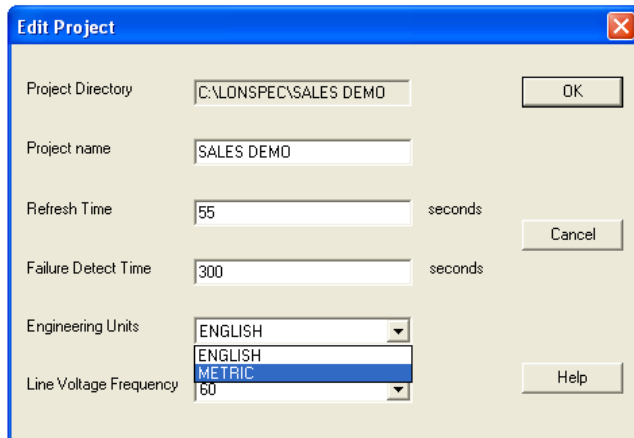 Edit Project
Project Directory C:\LONSPEC\SALES DEMO OK
Project name SALES DEMO
Refresh Time 55 seconds
Cancel
Failure Detect Time 300 seconds
Engineering Units ENGLISH
ENGLISH
METRIC
Line Voltage Frequency 60
Help